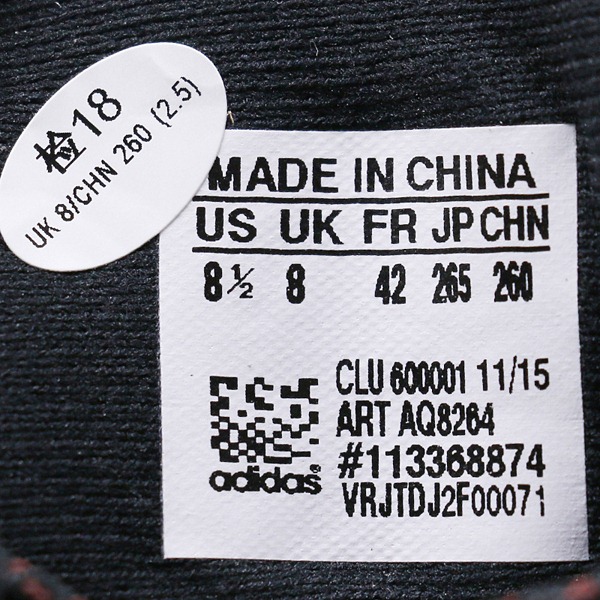 检18
UK 8/CHN 260 (2.5)
MADE IN CHINA
US UK FR JP CHN
8½ 8 42 265 260
CLU 600001 11/15
ART AQ8264
#113368874
VRJTDJ2F00071
adidas®